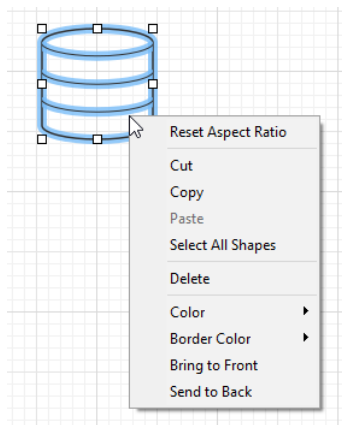 Reset Aspect Ratio
Cut
Copy
Paste
Select All Shapes
Delete
Color
Border Color
Bring to Front
Send to Back